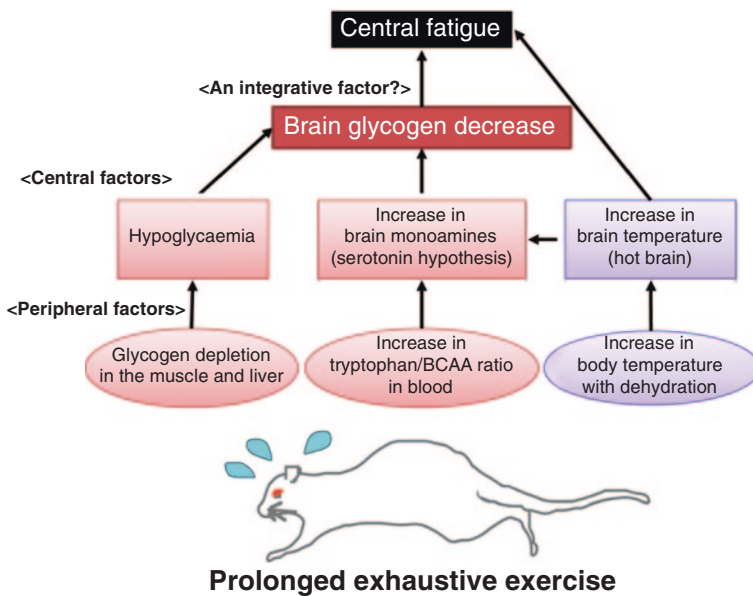 Central fatigue
<An integrative factor?>
Brain glycogen decrease
<Central factors>
Hypoglycaemia
Increase in
brain monoamines
(serotonin hypothesis)
Increase in
brain temperature
(hot brain)
<Peripheral factors>
Glycogen depletion
in the muscle and liver
Increase in
tryptophan/BCAA ratio
in blood
Increase in
body temperature
with dehydration
Prolonged exhaustive exercise